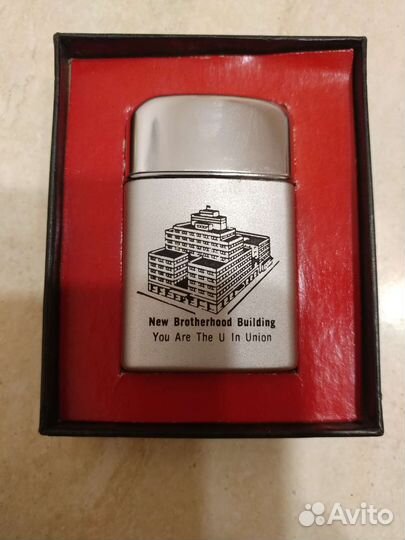 New Brotherhood Building
You Are The U In Union
Avito